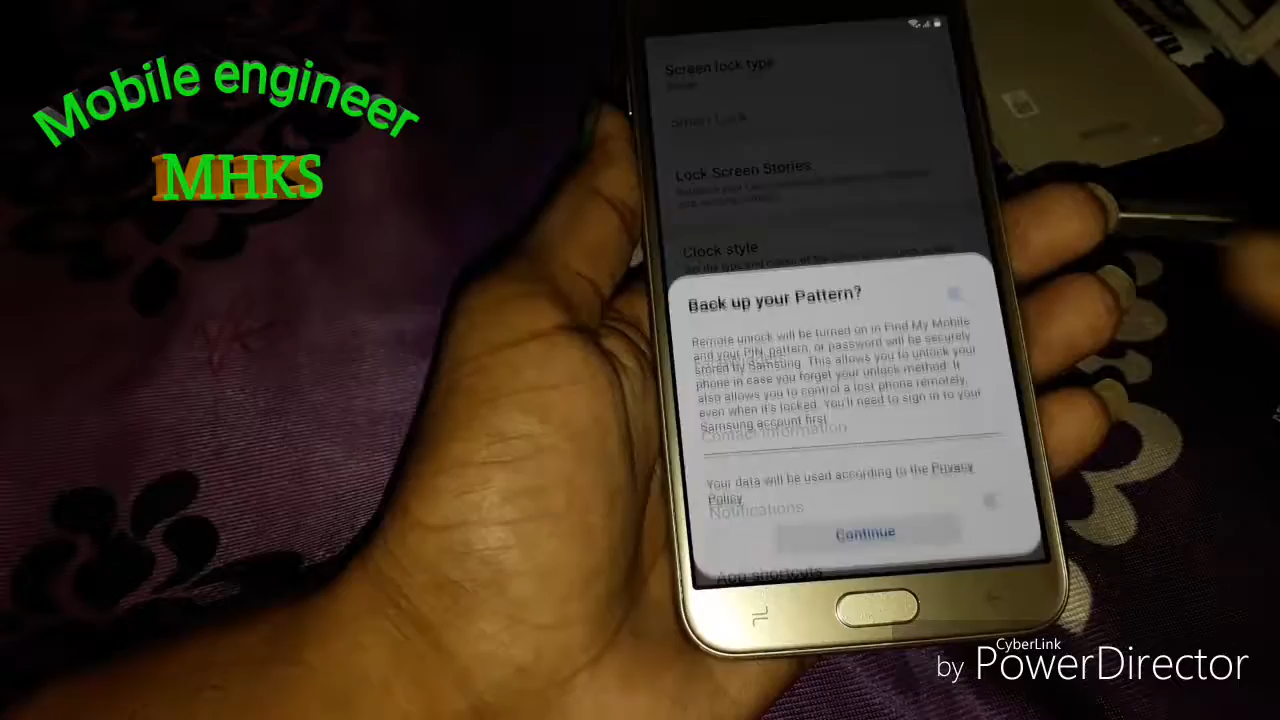 Mobile engineer
MHKS
Screen lock type
Smart Lock
Lock Screen Stories
Clock style
Back up your Pattern?
Remote unlock will be turned on in Find My Mobile
and your PIN, pattern, or password will be securely
stored by Samsung. This allows you to unlock your
phone in case you forget your unlock method. It
also allows you to control a lost phone remotely,
even when it's locked. You'll need to sign in to your
Samsung account first.
Contact information
Your data will be used according to the Privacy
Policy.
Notifications
Continue
App shortcuts
CyberLink
by PowerDirector